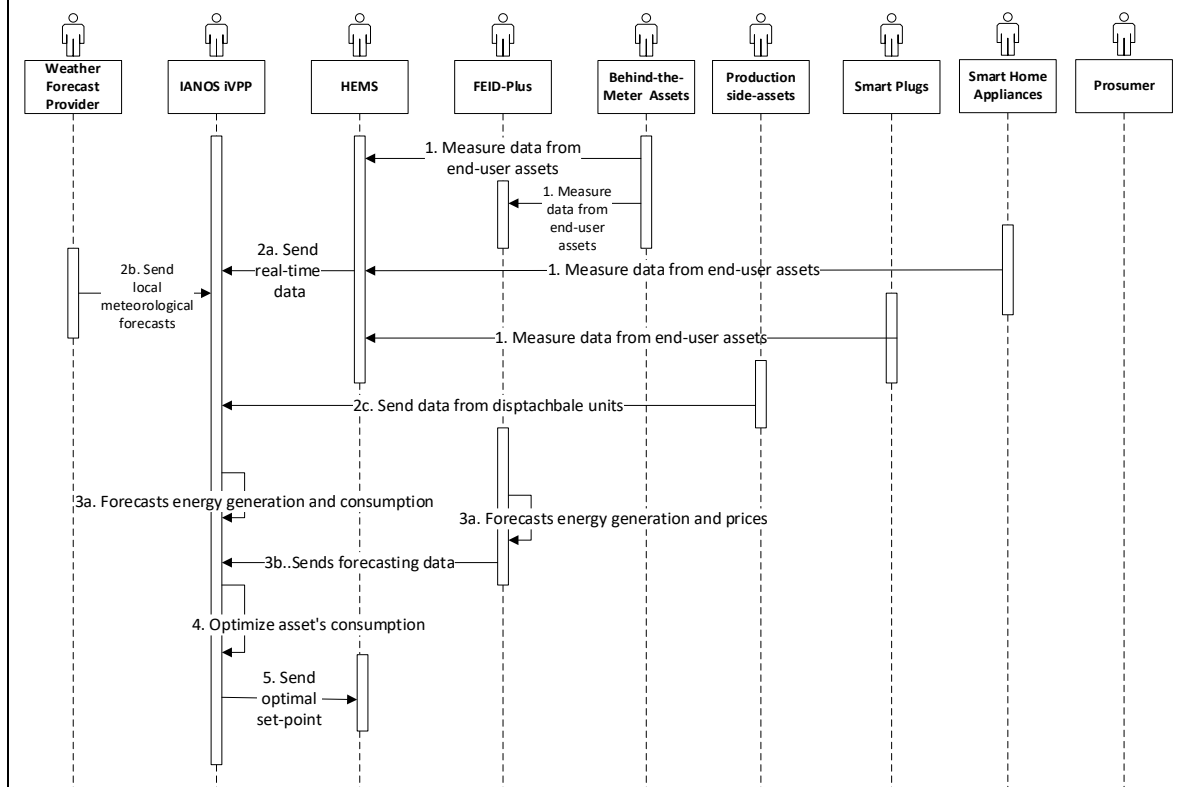 Weather
Forecast
Provider
IANOS iVPP
HEMS
FEID-Plus
Behind-the-
Meter Assets
Production
side-assets
Smart Plugs
Smart Home
Appliances
Prosumer
1. Measure data from
end-user assets
1. Measure
data from
end-user
assets
2a. Send
real-time
data
1. Measure data from end-user assets
2b. Send
local
meteorological
forecasts
1. Measure data from end-user assets
2c. Send data from disptachbale units
3a. Forecasts energy generation and consumption
3a. Forecasts energy generation and prices
3b..Sends forecasting data
4. Optimize asset's consumption
5. Send
optimal
set-point